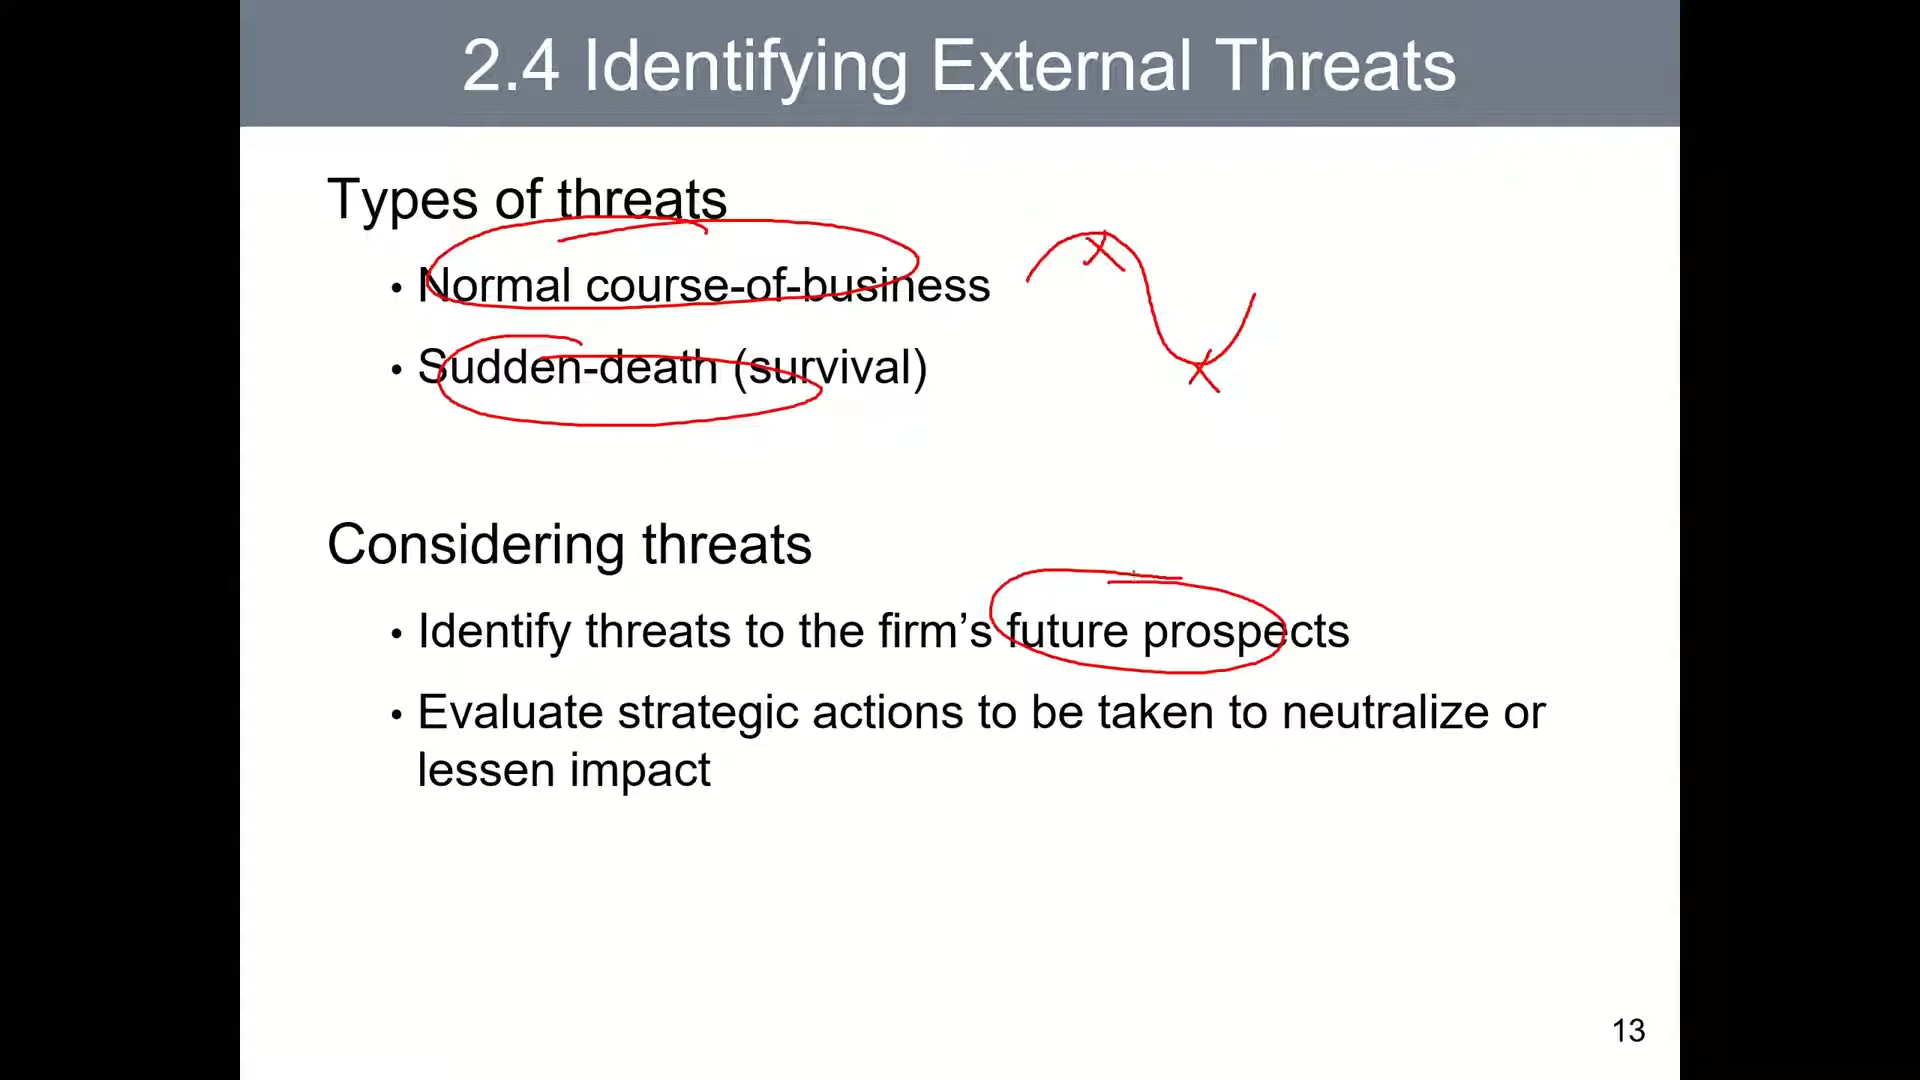 2.4 Identifying External Threats
Types of threats
• Normal course-of-business
• Sudden-death (survival)
Considering threats
• Identify threats to the firm’s future prospects
• Evaluate strategic actions to be taken to neutralize or
lessen impact
13